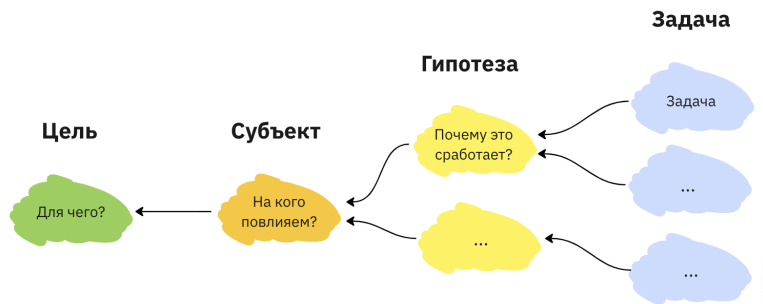 Задача
Гипотеза
Цель
Субъект
Задача
Почему это
сработает?
...
На кого
повлияем?
Для чего?
...
...